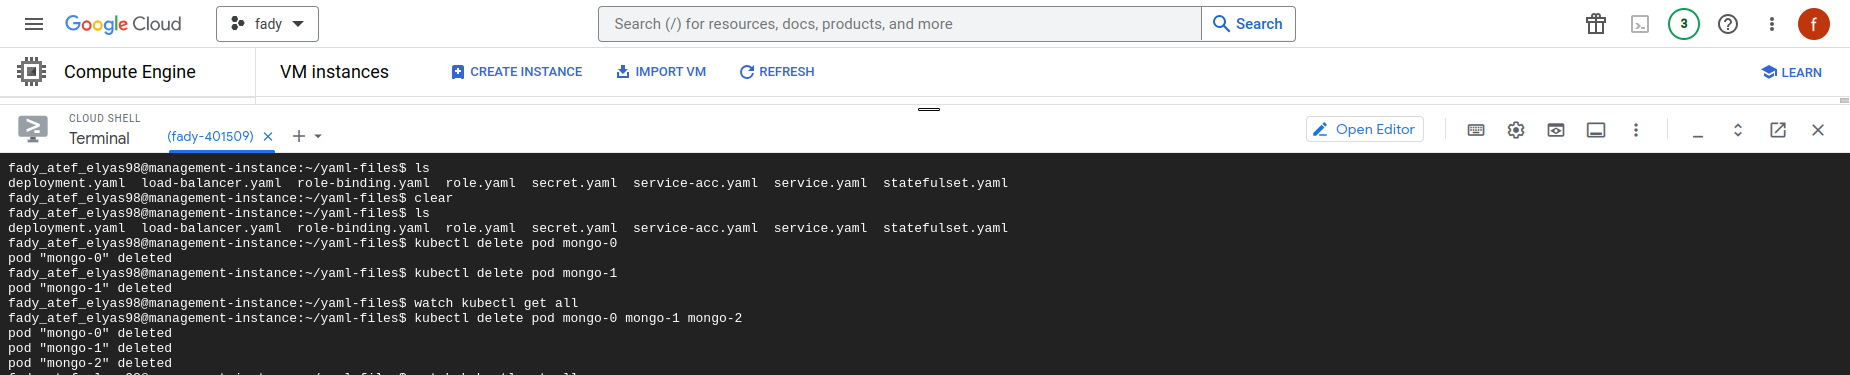 Google Cloud
fady
Search (/) for resources, docs, products, and more
Search
3
f
Compute Engine
VM instances
CREATE INSTANCE
IMPORT VM
REFRESH
LEARN
CLOUD SHELL
Terminal
(fady-401509)
Open Editor
fady_atef_elyas98@management-instance:~/yaml-files$ ls
deployment.yaml  load-balancer.yaml  role-binding.yaml  role.yaml  secret.yaml  service-acc.yaml  service.yaml  statefulset.yaml
fady_atef_elyas98@management-instance:~/yaml-files$ clear
fady_atef_elyas98@management-instance:~/yaml-files$ ls
deployment.yaml  load-balancer.yaml  role-binding.yaml  role.yaml  secret.yaml  service-acc.yaml  service.yaml  statefulset.yaml
fady_atef_elyas98@management-instance:~/yaml-files$ kubectl delete pod mongo-0
pod "mongo-0" deleted
fady_atef_elyas98@management-instance:~/yaml-files$ kubectl delete pod mongo-1
pod "mongo-1" deleted
fady_atef_elyas98@management-instance:~/yaml-files$ watch kubectl get all
fady_atef_elyas98@management-instance:~/yaml-files$ kubectl delete pod mongo-0 mongo-1 mongo-2
pod "mongo-0" deleted
pod "mongo-1" deleted
pod "mongo-2" deleted